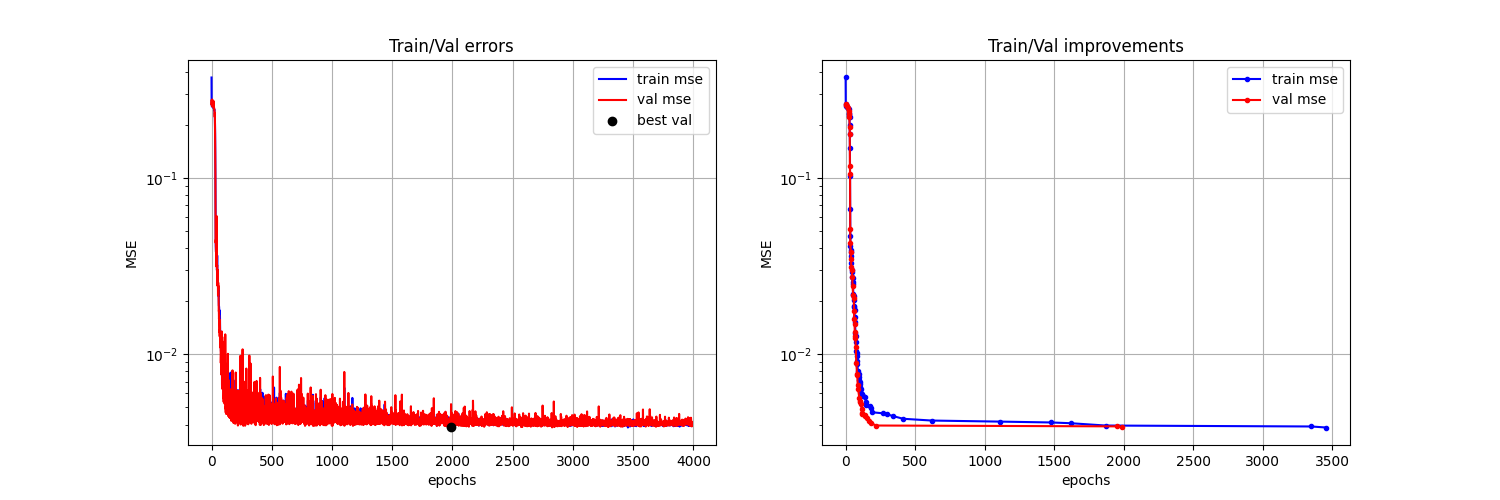 Train/Val errors
train mse
val mse
best val
10⁻¹
10⁻²
MSE
0 500 1000 1500 2000 2500 3000 3500 4000
epochs
Train/Val improvements
train mse
val mse
10⁻¹
10⁻²
MSE
0 500 1000 1500 2000 2500 3000 3500
epochs